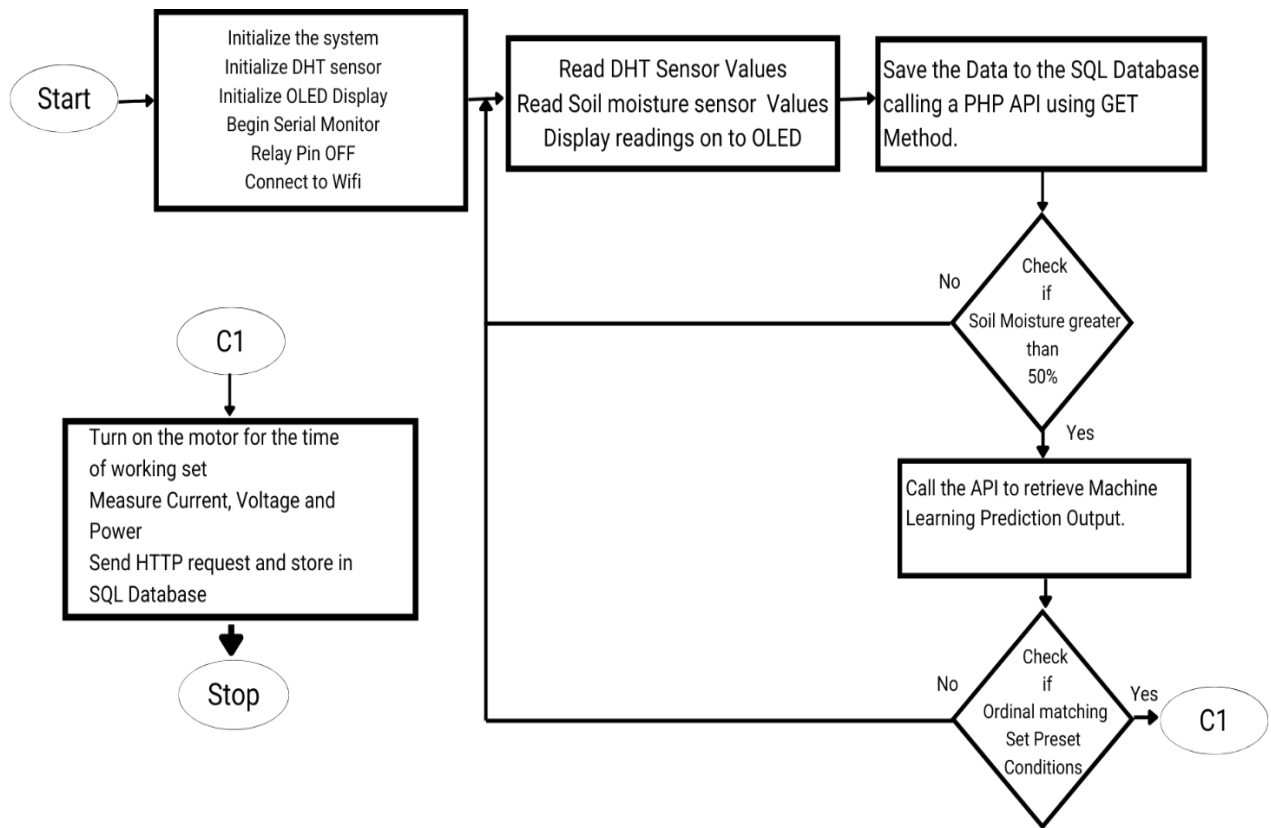 Start
Initialize the system
Initialize DHT sensor
Initialize OLED Display
Begin Serial Monitor
Relay Pin OFF
Connect to Wifi
Read DHT Sensor Values
Read Soil moisture sensor Values
Display readings on to OLED
Save the Data to the SQL Database
calling a PHP API using GET
Method.
Check
if
Soil Moisture greater
than
50%
No
Yes
Call the API to retrieve Machine
Learning Prediction Output.
Check
if
Ordinal matching
Set Preset
Conditions
No
Yes
C1
C1
Turn on the motor for the time
of working set
Measure Current, Voltage and
Power
Send HTTP request and store in
SQL Database
Stop